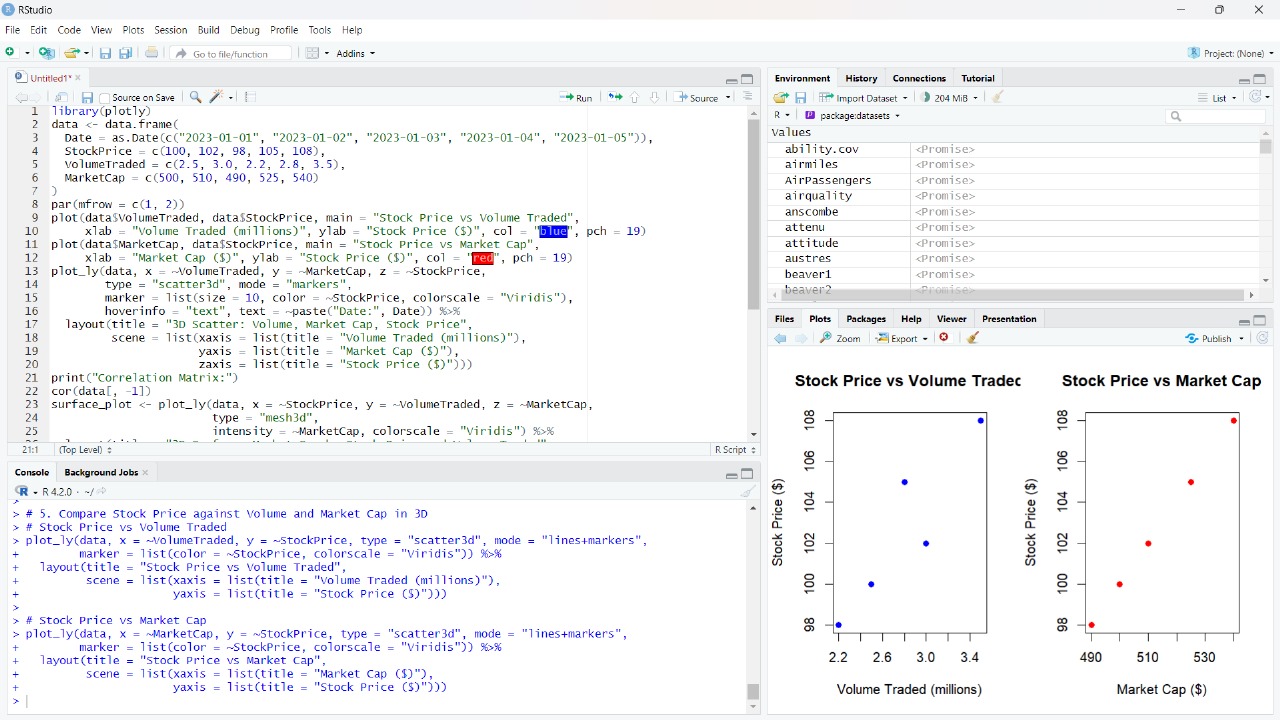 RStudio
File Edit Code View Plots Session Build Debug Profile Tools Help
Go to file/function Addins Project: (None)
Untitled1*
Source on Save Run Source
1 library(plotly)
2 data <- data.frame(
3 Date = as.Date(c("2023-01-01", "2023-01-02", "2023-01-03", "2023-01-04", "2023-01-05")),
4 StockPrice = c(100, 102, 98, 105, 108),
5 VolumeTraded = c(2.5, 3.0, 2.2, 2.8, 3.5),
6 MarketCap = c(500, 510, 490, 525, 540)
7 )
8 par(mfrow = c(1, 2))
9 plot(data$VolumeTraded, data$StockPrice, main = "Stock Price vs Volume Traded",
10 xlab = "Volume Traded (millions)", ylab = "Stock Price ($)", col = "blue", pch = 19)
11 plot(data$MarketCap, data$StockPrice, main = "Stock Price vs Market Cap",
12 xlab = "Market Cap ($)", ylab = "Stock Price ($)", col = "red", pch = 19)
13 plot_ly(data, x = ~VolumeTraded, y = ~MarketCap, z = ~StockPrice,
14 type = "scatter3d", mode = "markers",
15 marker = list(size = 10, color = ~StockPrice, colorscale = "Viridis"),
16 hoverinfo = "text", text = ~paste("Date:", Date)) %>%
17 layout(title = "3D Scatter: Volume, Market Cap, Stock Price",
18 scene = list(xaxis = list(title = "Volume Traded (millions)"),
19 yaxis = list(title = "Market Cap ($)"),
20 zaxis = list(title = "Stock Price ($)")))
21 print("Correlation Matrix:")
22 cor(data[, -1])
23 surface_plot <- plot_ly(data, x = ~StockPrice, y = ~VolumeTraded, z = ~MarketCap,
24 type = "mesh3d",
25 intensity = ~MarketCap, colorscale = "Viridis") %>%
21:1 (Top Level) R Script
Console Background Jobs
R 4.2.0 · ~/
>
> # 5. Compare Stock Price against Volume and Market Cap in 3D
> # Stock Price vs Volume Traded
> plot_ly(data, x = ~VolumeTraded, y = ~StockPrice, type = "scatter3d", mode = "lines+markers",
+ marker = list(color = ~StockPrice, colorscale = "Viridis")) %>%
+ layout(title = "Stock Price vs Volume Traded",
+ scene = list(xaxis = list(title = "Volume Traded (millions)"),
+ yaxis = list(title = "Stock Price ($)")))
>
> # Stock Price vs Market Cap
> plot_ly(data, x = ~MarketCap, y = ~StockPrice, type = "scatter3d", mode = "lines+markers",
+ marker = list(color = ~StockPrice, colorscale = "Viridis")) %>%
+ layout(title = "Stock Price vs Market Cap",
+ scene = list(xaxis = list(title = "Market Cap ($)"),
+ yaxis = list(title = "Stock Price ($)")))
>
Environment History Connections Tutorial
Import Dataset 204 MiB List
R package:datasets
Values
ability.cov <Promise>
airmiles <Promise>
AirPassengers <Promise>
airquality <Promise>
anscombe <Promise>
attenu <Promise>
attitude <Promise>
austres <Promise>
beaver1 <Promise>
beaver2 <Promise>
Files Plots Packages Help Viewer Presentation
Zoom Export Publish
Stock Price vs Volume Traded
Stock Price ($)
98 100 102 104 106 108
2.2 2.6 3.0 3.4
Volume Traded (millions)
Stock Price vs Market Cap
Stock Price ($)
98 100 102 104 106 108
490 510 530
Market Cap ($)